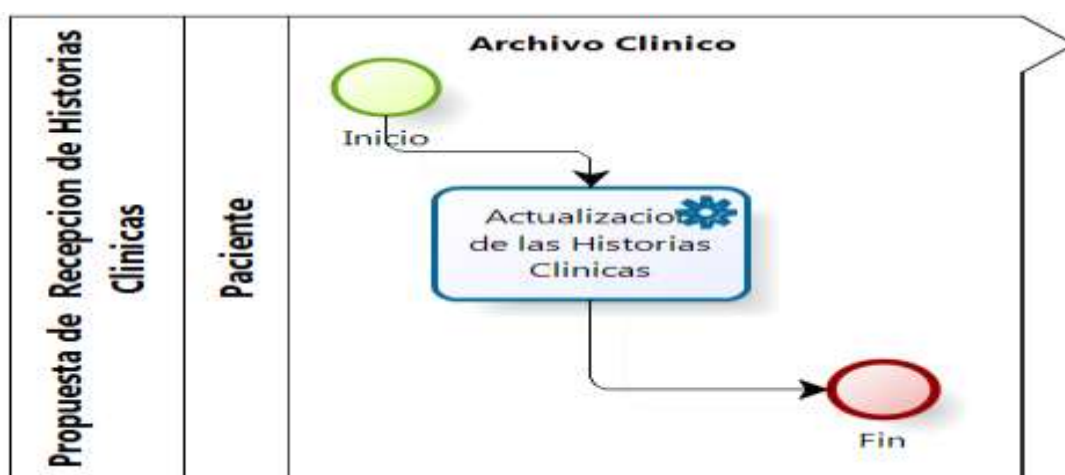 Propuesta de Recepcion de Historias
Clinicas
Paciente
Archivo Clinico
Inicio
Actualizacion
de las Historias
Clinicas
Fin